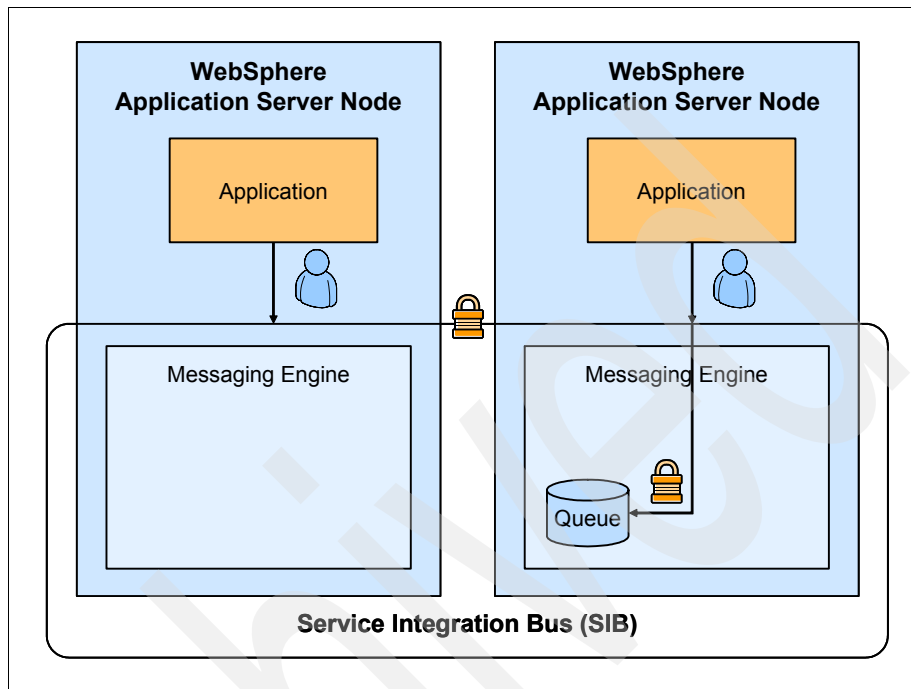 WebSphere
Application Server Node
Application
Messaging Engine
WebSphere
Application Server Node
Application
Messaging Engine
Queue
Service Integration Bus (SIB)
hived